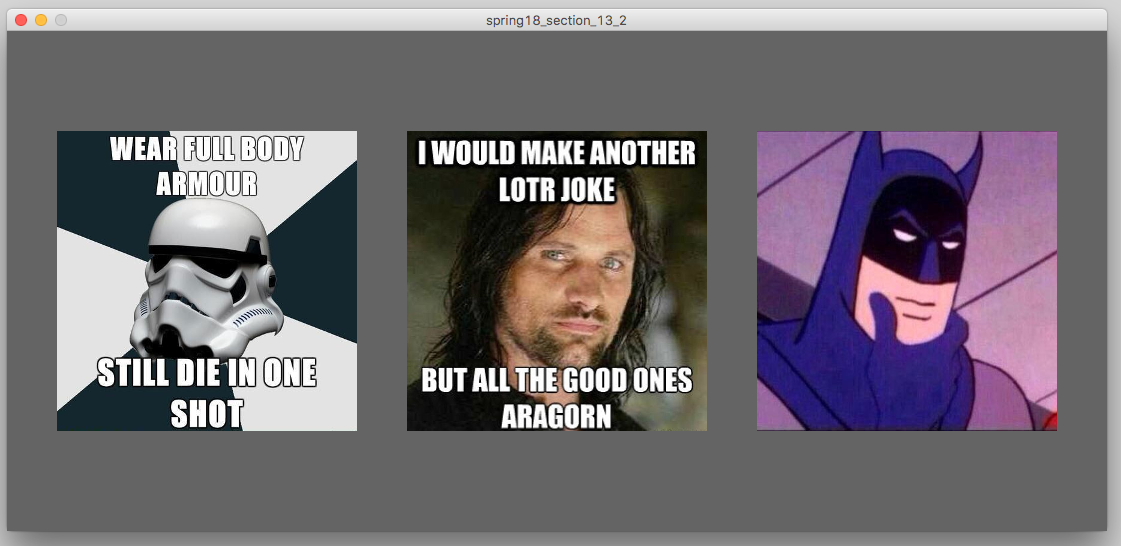 spring18_section_13_2
WEAR FULL BODY
ARMOUR
STILL DIE IN ONE
SHOT
I WOULD MAKE ANOTHER
LOTR JOKE
BUT ALL THE GOOD ONES
ARAGORN